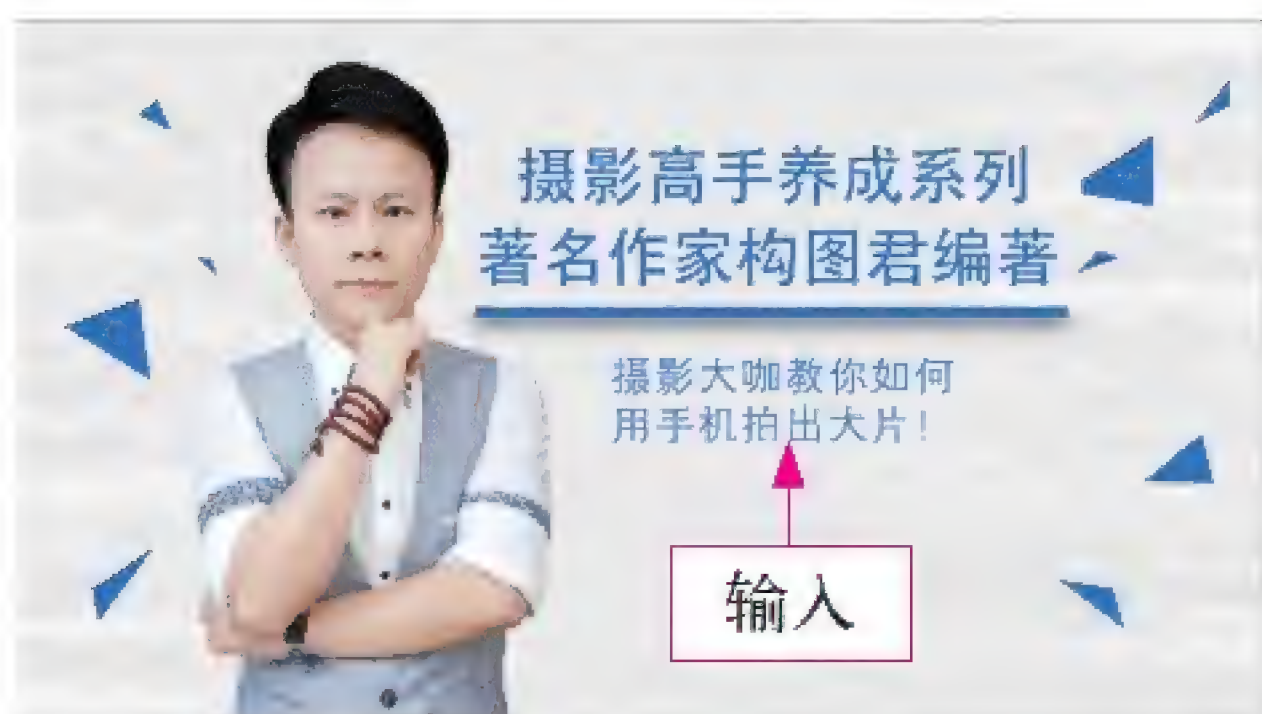 摄影高手养成系列
著名作家构图君编著
摄影大咖教你如何
用手机拍出大片!
输入